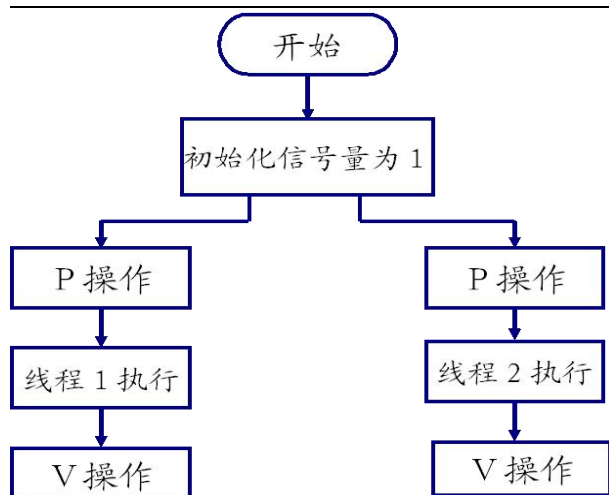 开始
初始化信号量为 1
P 操作
P 操作
线程 1 执行
线程 2 执行
V 操作
V 操作